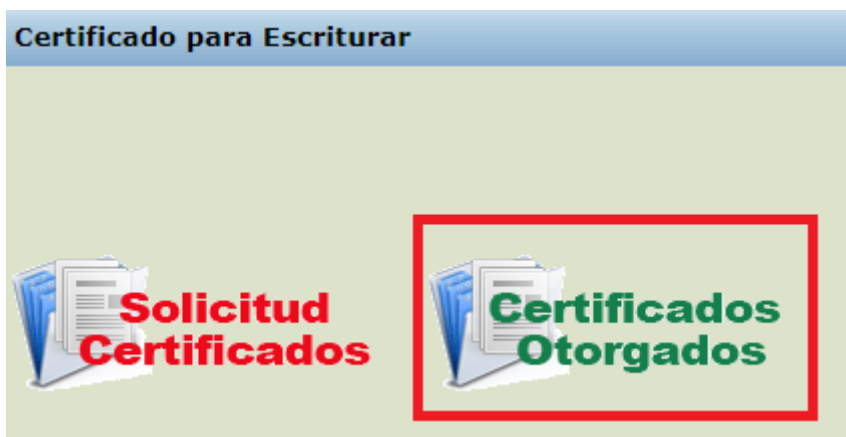 Certificado para Escriturar
Solicitud
Certificados
Certificados
Otorgados